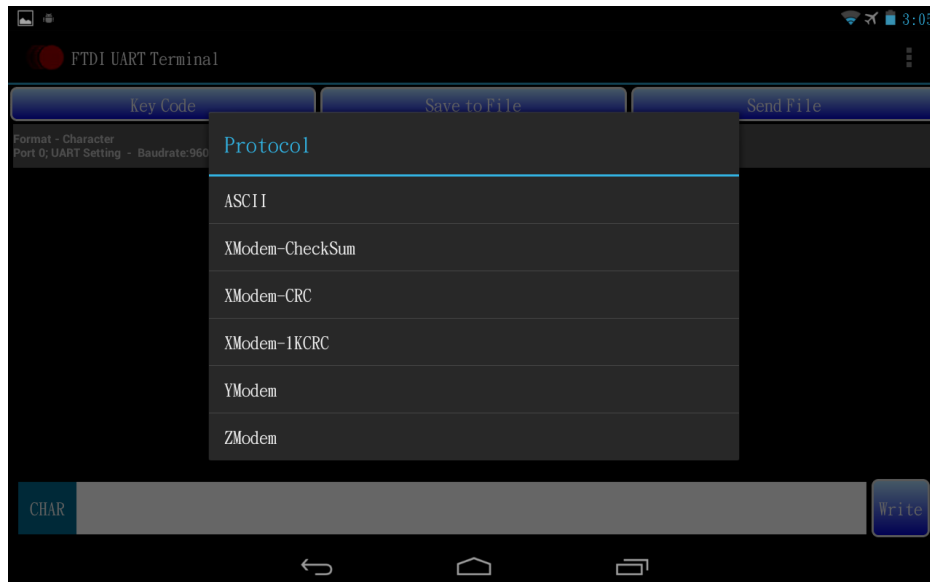 3:05
FTDI UART Terminal
Key Code
Save to File
Send File
Format - Character
Port 0; UART Setting - Baudrate:960
Protocol
ASCII
XModem-CheckSum
XModem-CRC
XModem-1KCRC
YModem
ZModem
CHAR
Write